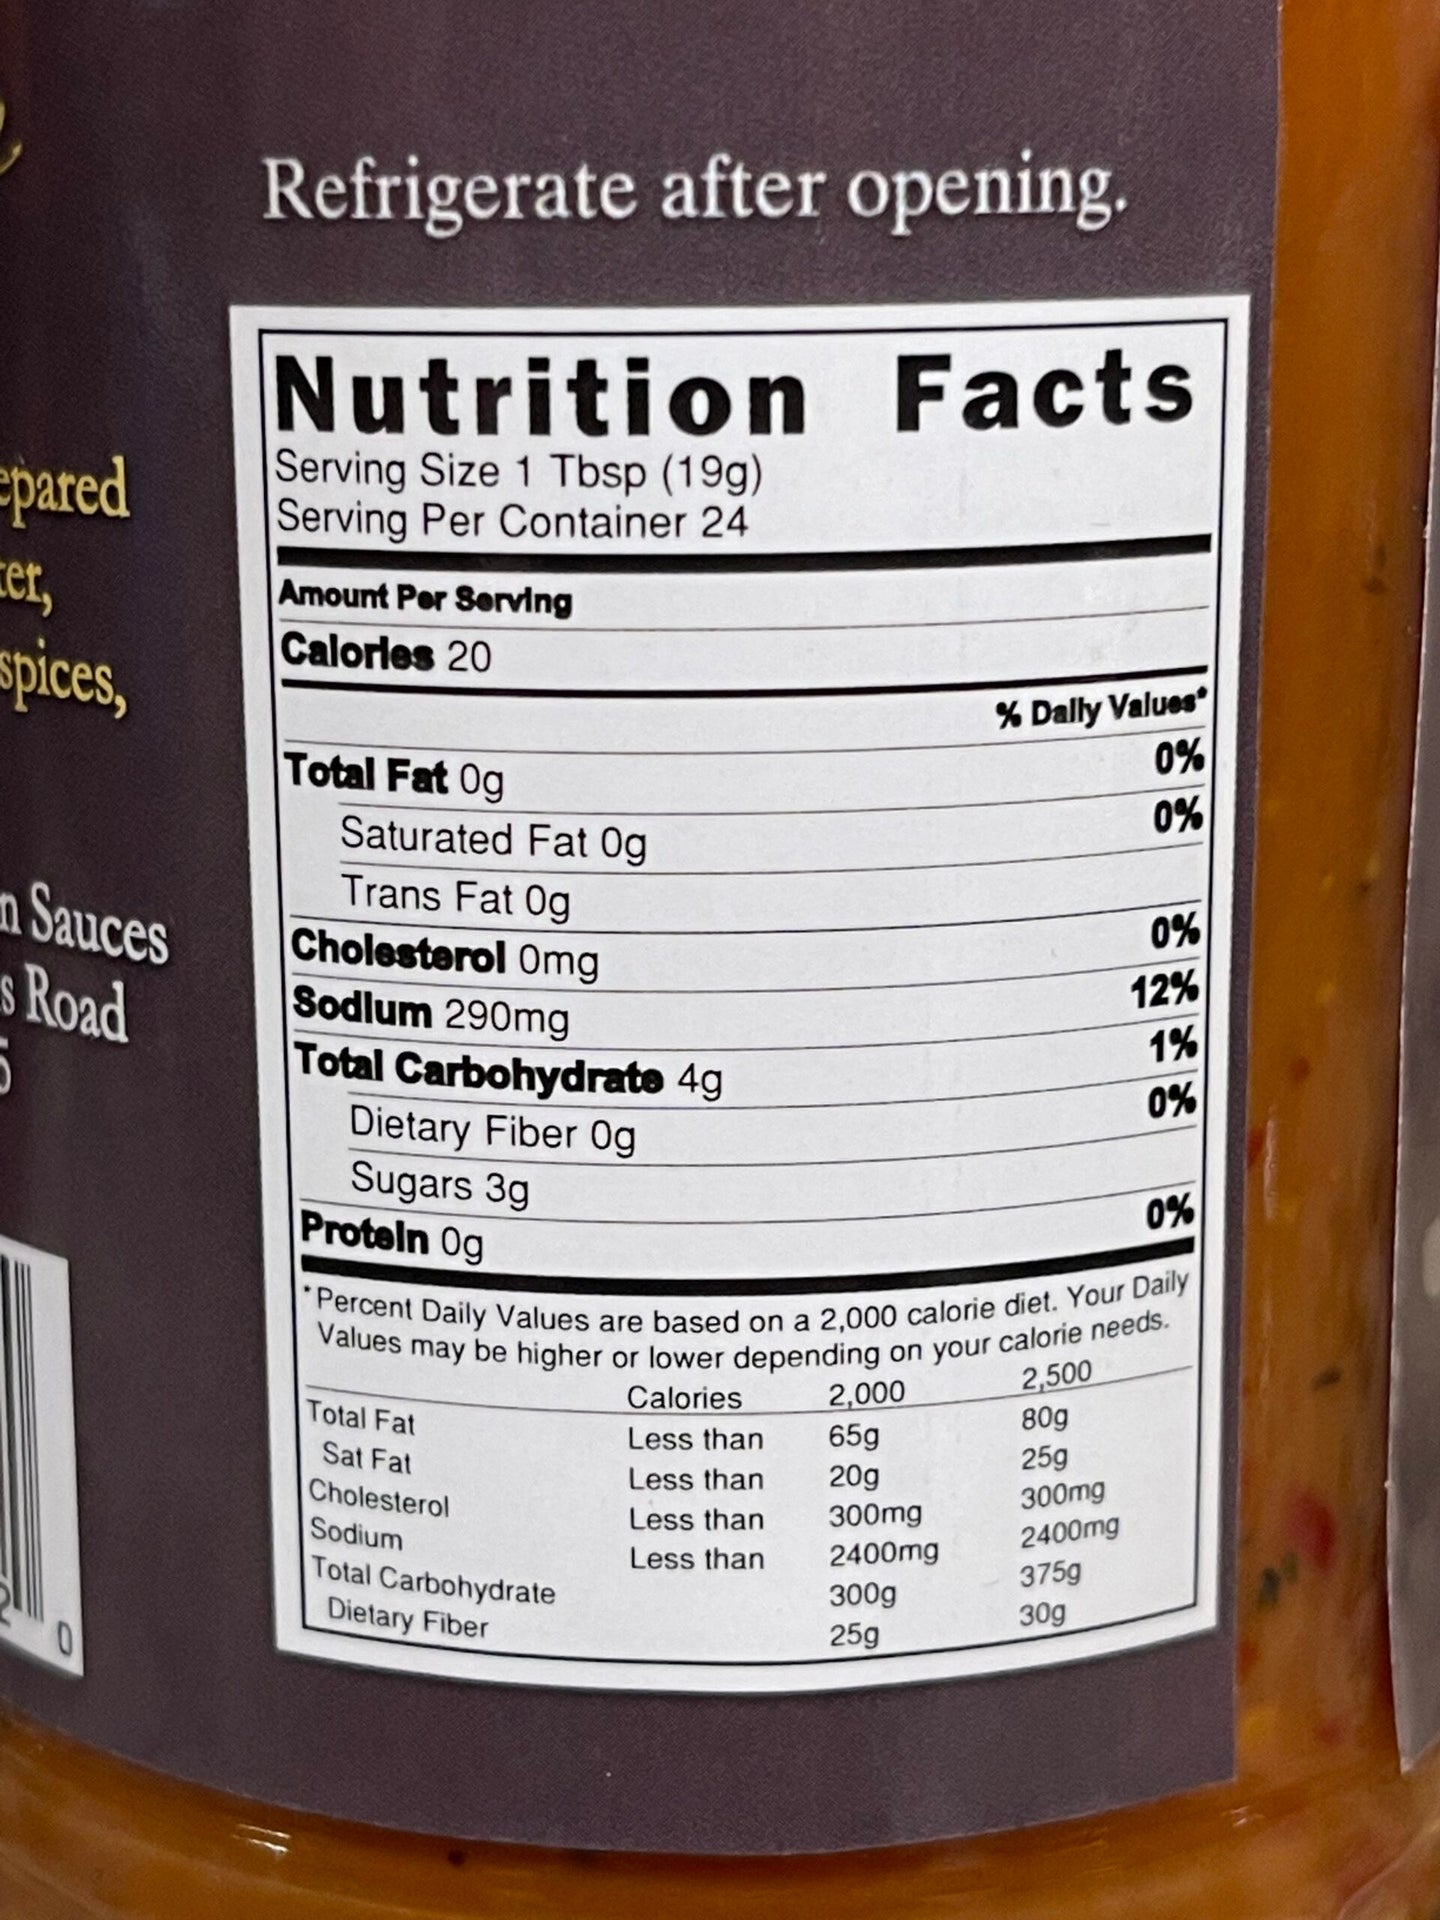 Refrigerate after opening.
Nutrition Facts
Serving Size 1 Tbsp (19g)
Serving Per Container 24
Amount Per Serving
Calories 20
% Daily Values*
Total Fat 0g 0%
Saturated Fat 0g 0%
Trans Fat 0g
Cholesterol 0mg 0%
Sodium 290mg 12%
Total Carbohydrate 4g 1%
Dietary Fiber 0g 0%
Sugars 3g
Protein 0g 0%
*Percent Daily Values are based on a 2,000 calorie diet. Your Daily
Values may be higher or lower depending on your calorie needs.
Calories 2,000 2,500
Total Fat Less than 65g 80g
Sat Fat Less than 20g 25g
Cholesterol Less than 300mg 300mg
Sodium Less than 2400mg 2400mg
Total Carbohydrate 300g 375g
Dietary Fiber 25g 30g
spices,
Sauces
Road
0